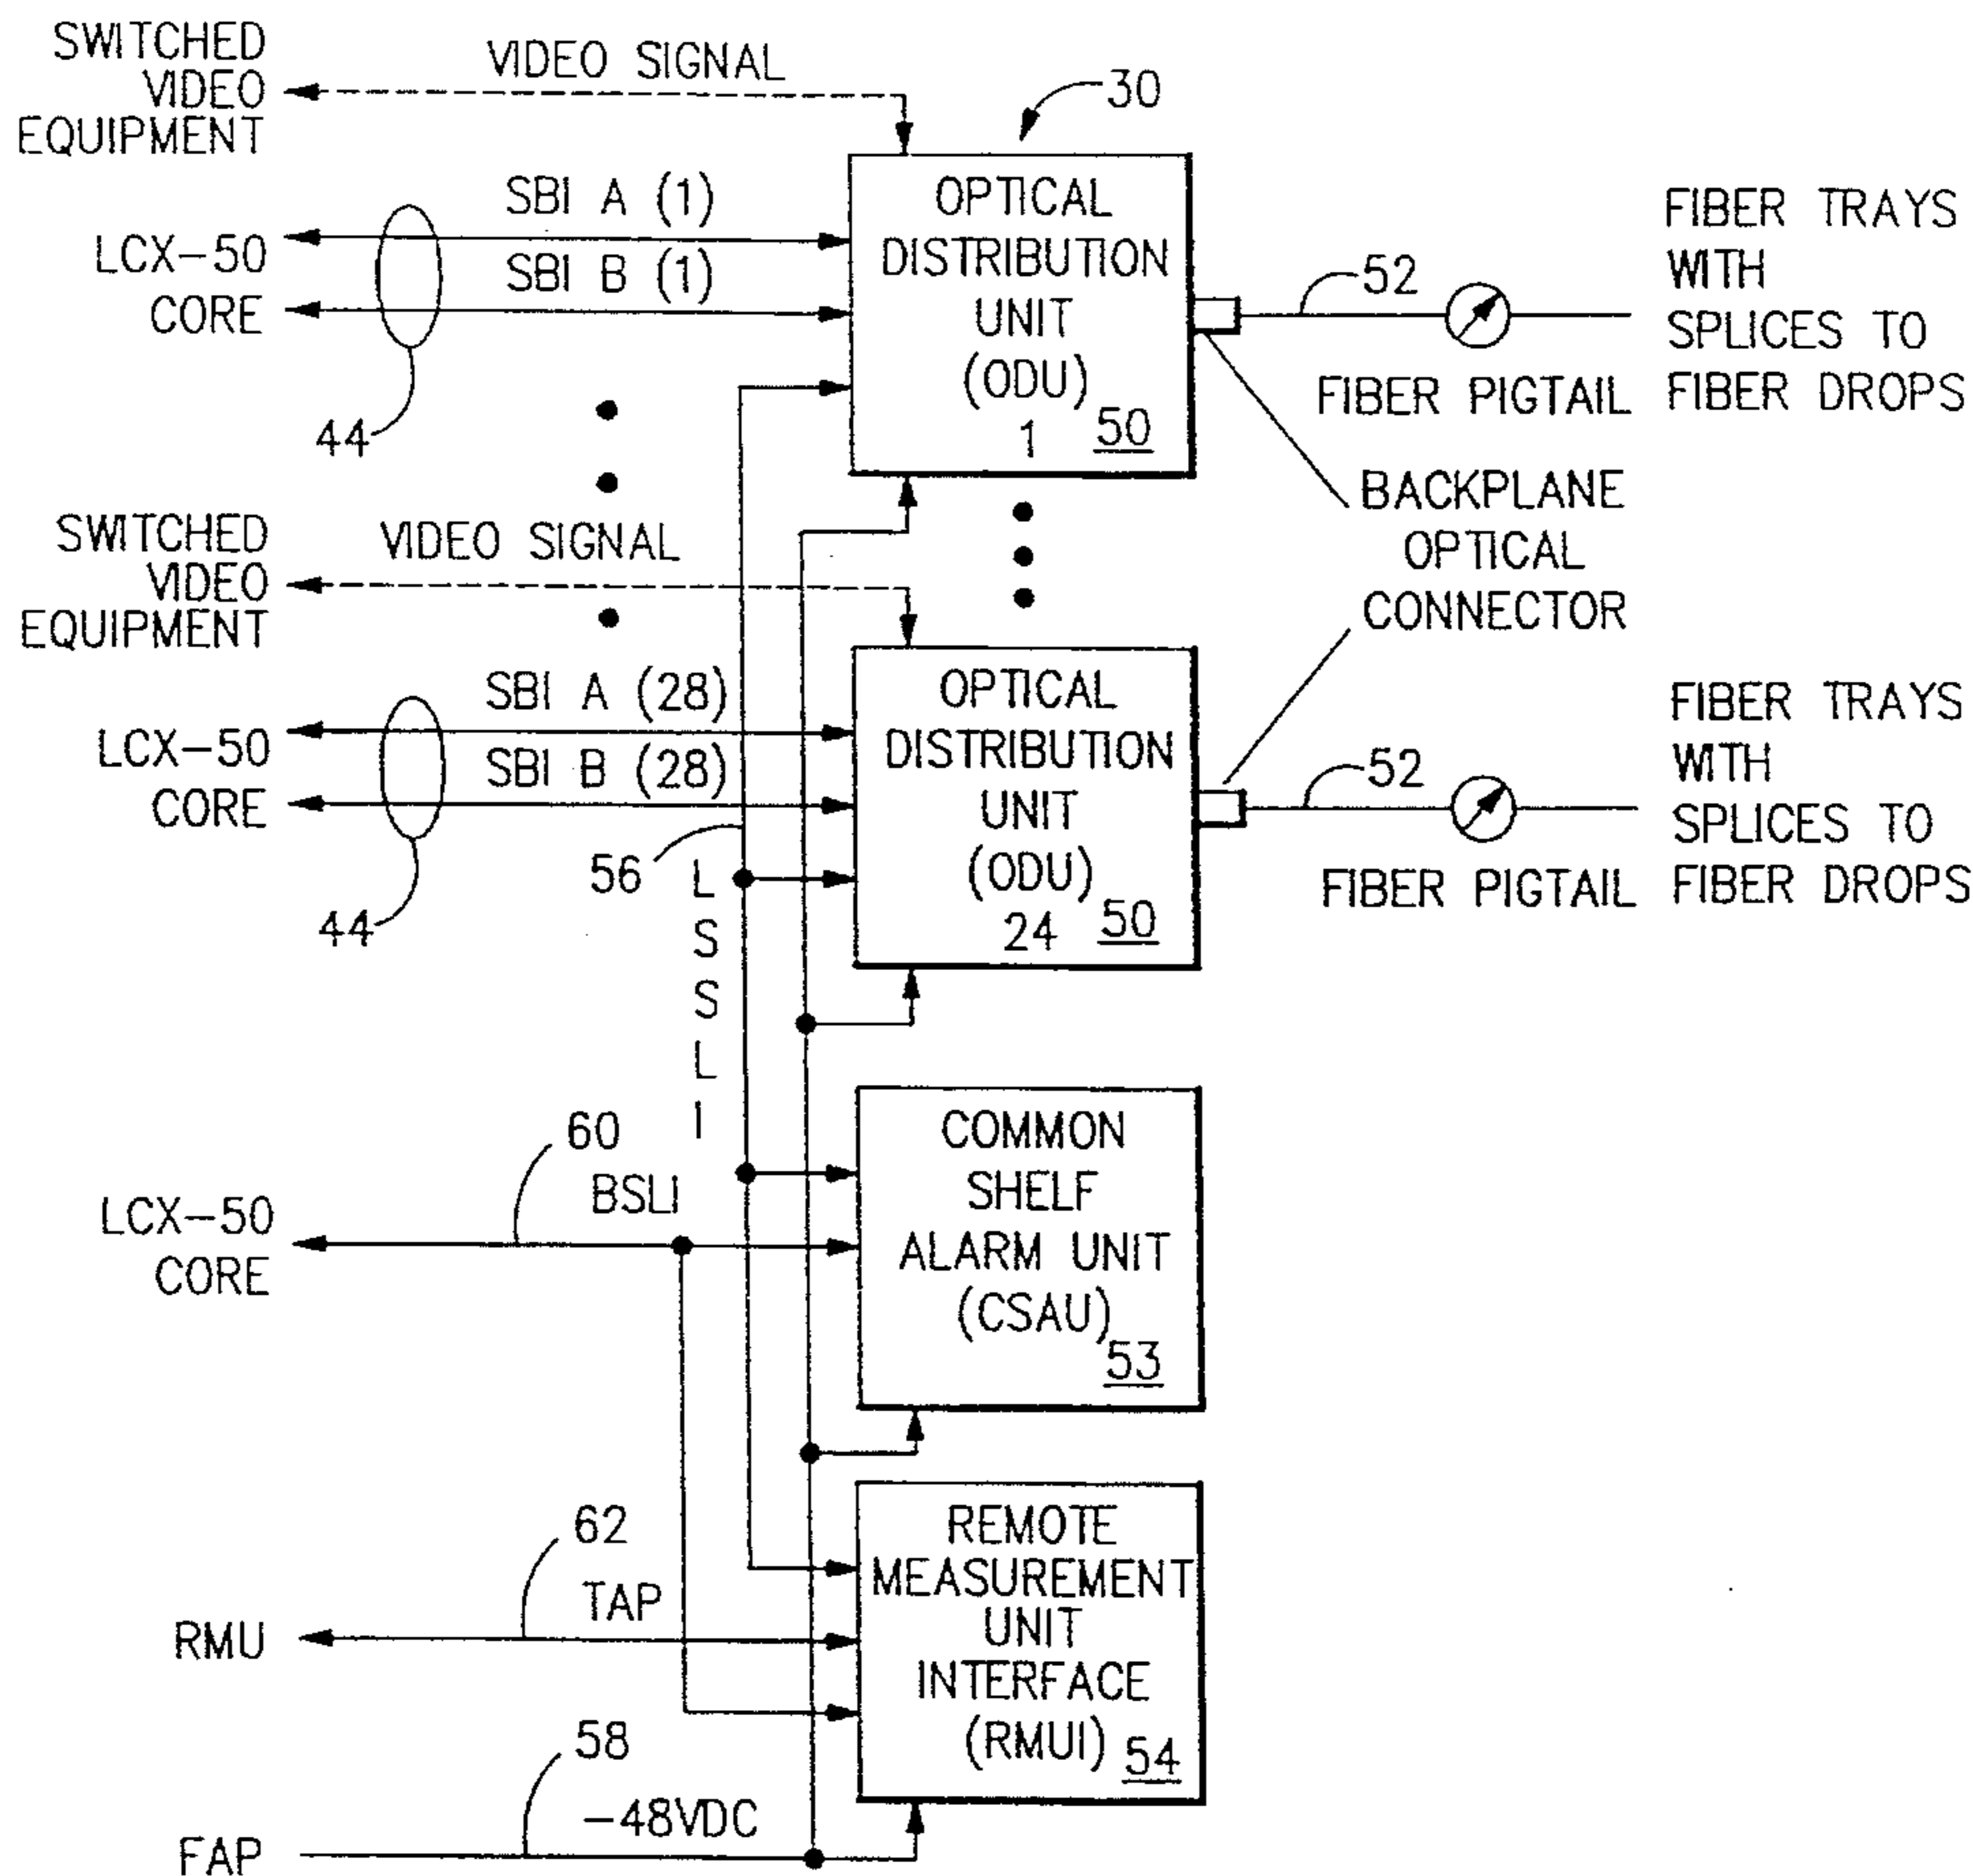 SWITCHED
VIDEO
EQUIPMENT
VIDEO SIGNAL
30
LCX-50
CORE
SBI A (1)
SBI B (1)
44
OPTICAL
DISTRIBUTION
UNIT
(ODU)
1
50
52
FIBER PIGTAIL
FIBER TRAYS
WITH
SPLICES TO
FIBER DROPS
BACKPLANE
OPTICAL
CONNECTOR
SWITCHED
VIDEO
EQUIPMENT
VIDEO SIGNAL
LCX-50
CORE
SBI A (28)
SBI B (28)
44
56
LSSLI
OPTICAL
DISTRIBUTION
UNIT
(ODU)
24
50
52
FIBER PIGTAIL
FIBER TRAYS
WITH
SPLICES TO
FIBER DROPS
LCX-50
CORE
60
BSLI
COMMON
SHELF
ALARM UNIT
(CSAU)
53
RMU
62
TAP
REMOTE
MEASUREMENT
UNIT
INTERFACE
(RMUI)
54
FAP
58
-48VDC